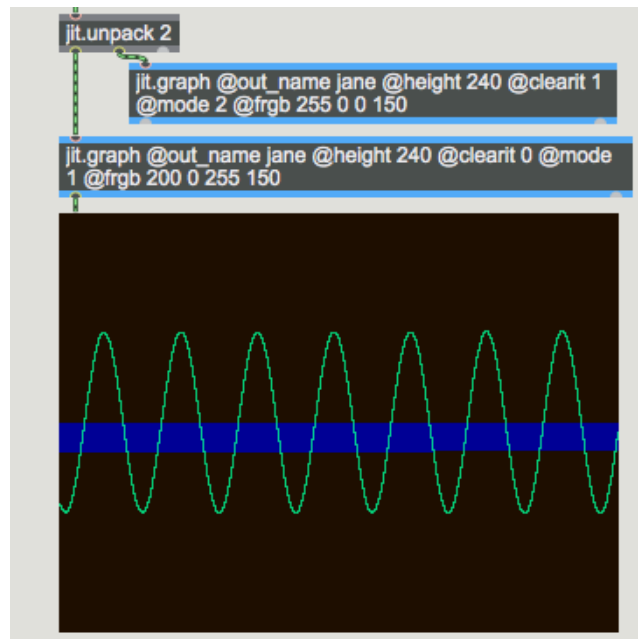 jit.unpack 2
jit.graph @out_name jane @height 240 @clearit 1
@mode 2 @frgb 255 0 0 150
jit.graph @out_name jane @height 240 @clearit 0 @mode
1 @frgb 200 0 255 150